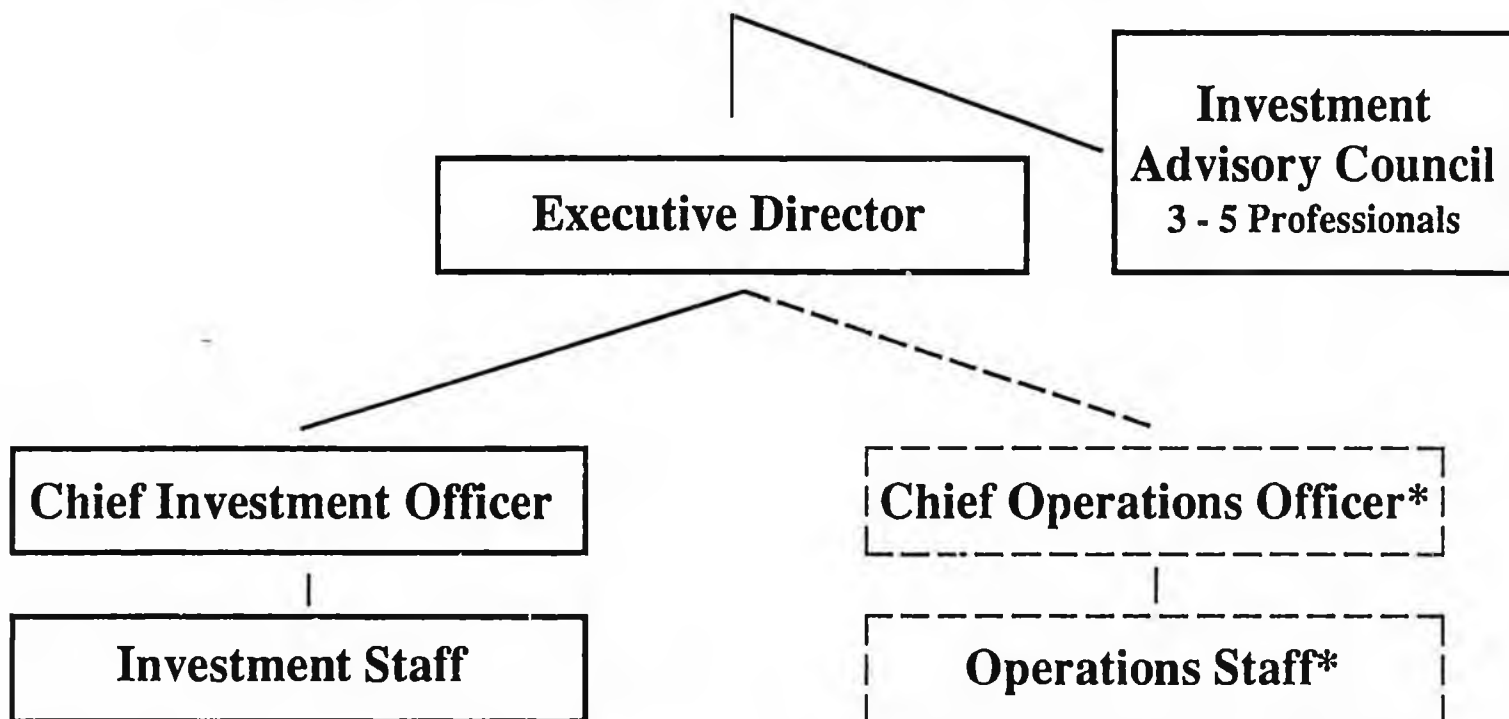 Investment
Advisory Council
3 - 5 Professionals
Executive Director
Chief Investment Officer
Chief Operations Officer*
Investment Staff
Operations Staff*